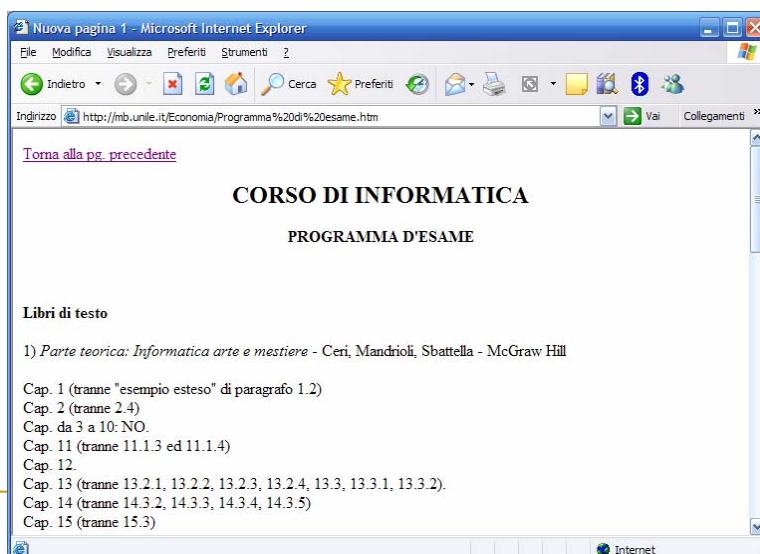 Nuova pagina 1 - Microsoft Internet Explorer
File Modifica Visualizza Preferiti Strumenti ?
Indietro Cerca Preferiti
Indirizzo http://mb.unile.it/Economia/Programma%20di%20esame.htm Vai Collegamenti »
Torna alla pg. precedente
CORSO DI INFORMATICA
PROGRAMMA D'ESAME
Libri di testo
1) Parte teorica: Informatica arte e mestiere - Ceri, Mandrioli, Sbattella - McGraw Hill
Cap. 1 (tranne "esempio esteso" di paragrafo 1.2)
Cap. 2 (tranne 2.4)
Cap. da 3 a 10: NO.
Cap. 11 (tranne 11.1.3 ed 11.1.4)
Cap. 12.
Cap. 13 (tranne 13.2.1, 13.2.2, 13.2.3, 13.2.4, 13.3, 13.3.1, 13.3.2).
Cap. 14 (tranne 14.3.2, 14.3.3, 14.3.4, 14.3.5)
Cap. 15 (tranne 15.3)
Internet